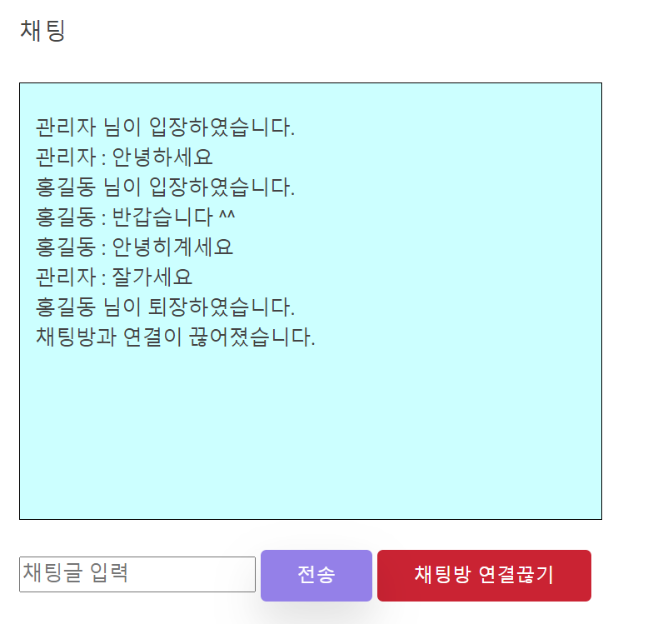 채팅
관리자 님이 입장하였습니다.
관리자 : 안녕하세요
홍길동 님이 입장하였습니다.
홍길동 : 반갑습니다 ^^
홍길동 : 안녕히계세요
관리자 : 잘가세요
홍길동 님이 퇴장하였습니다.
채팅방과 연결이 끊어졌습니다.
채팅글 입력 전송 채팅방 연결끊기